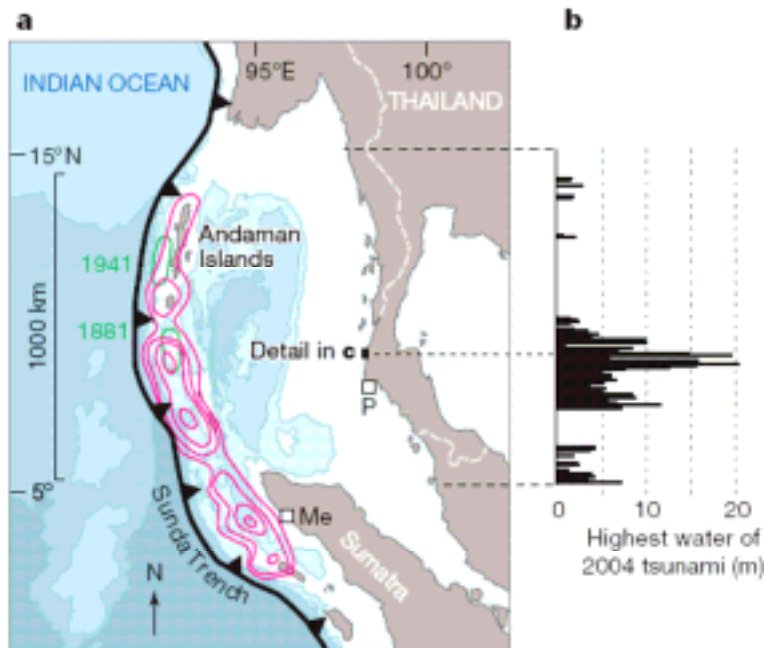 a
b
INDIAN OCEAN
95°E
100°
THAILAND
15°N
Andaman
Islands
1941
1881
1000 km
Detail in c
P
5°
Me
Sunda Trench
Sumatra
N
0
10
20
Highest water of
2004 tsunami (m)